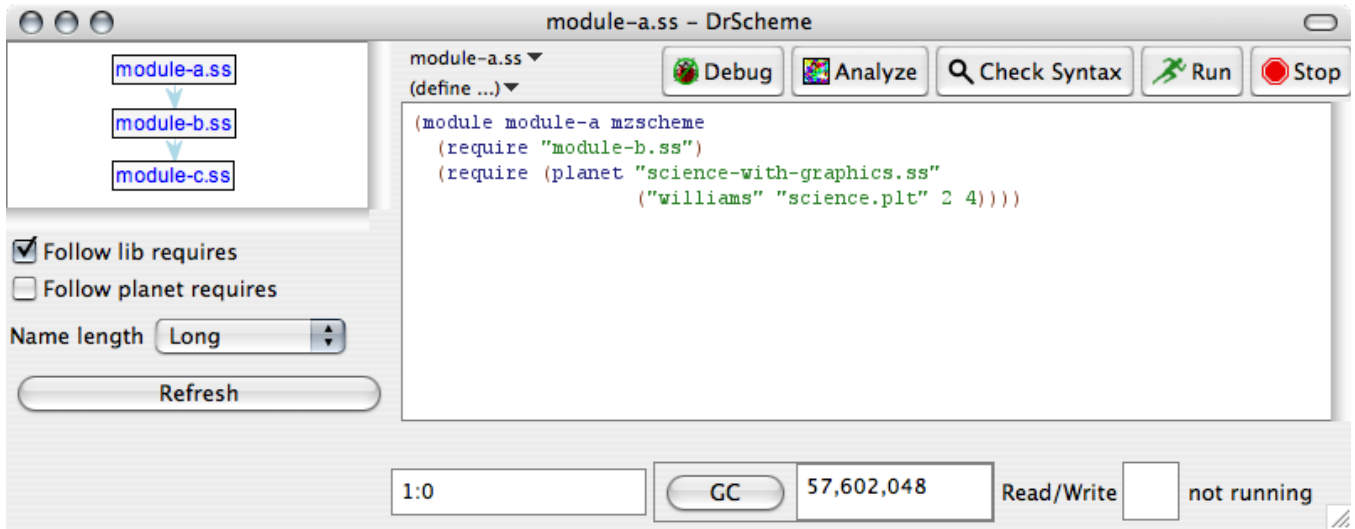 module-a.ss – DrScheme
module-a.ss
module-b.ss
module-c.ss
Follow lib requires
Follow planet requires
Name length Long
Refresh
module-a.ss
(define ...)
Debug Analyze Check Syntax Run Stop
(module module-a mzscheme
(require "module-b.ss")
(require (planet "science-with-graphics.ss"
("williams" "science.plt" 2 4))))
1:0 GC 57,602,048 Read/Write not running